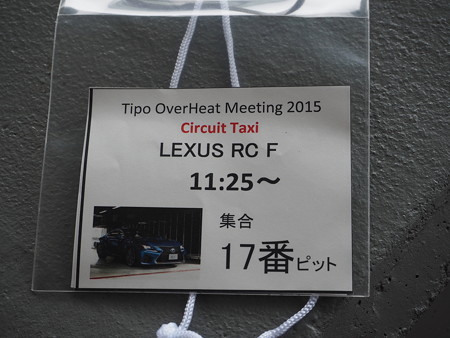 Tipo OverHeat Meeting 2015
Circuit Taxi
LEXUS RC F
11:25～
集合
17番ピット